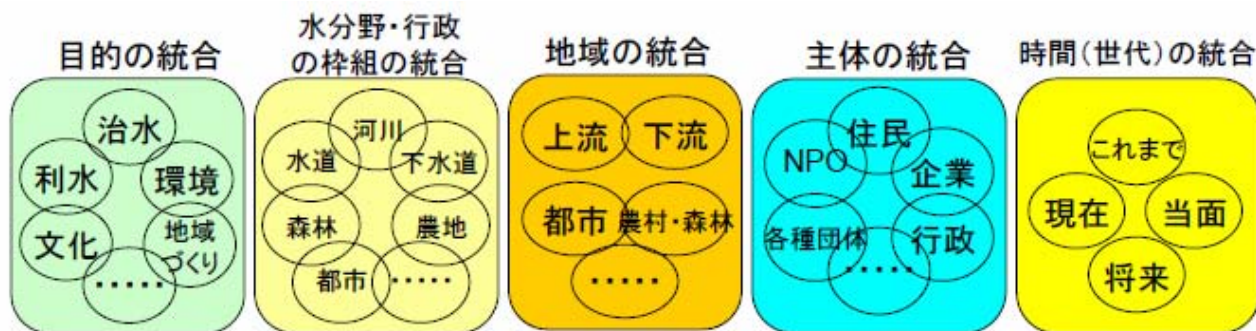 目的の統合
治水
利水
環境
文化
地域
づくり
・・・・・
水分野・行政
の枠組の統合
河川
水道
下水道
森林
農地
都市
・・・・・
地域の統合
上流
下流
都市
農村・森林
・・・・・
主体の統合
住民
NPO
企業
各種団体
行政
・・・・・
時間(世代)の統合
これまで
現在
当面
将来